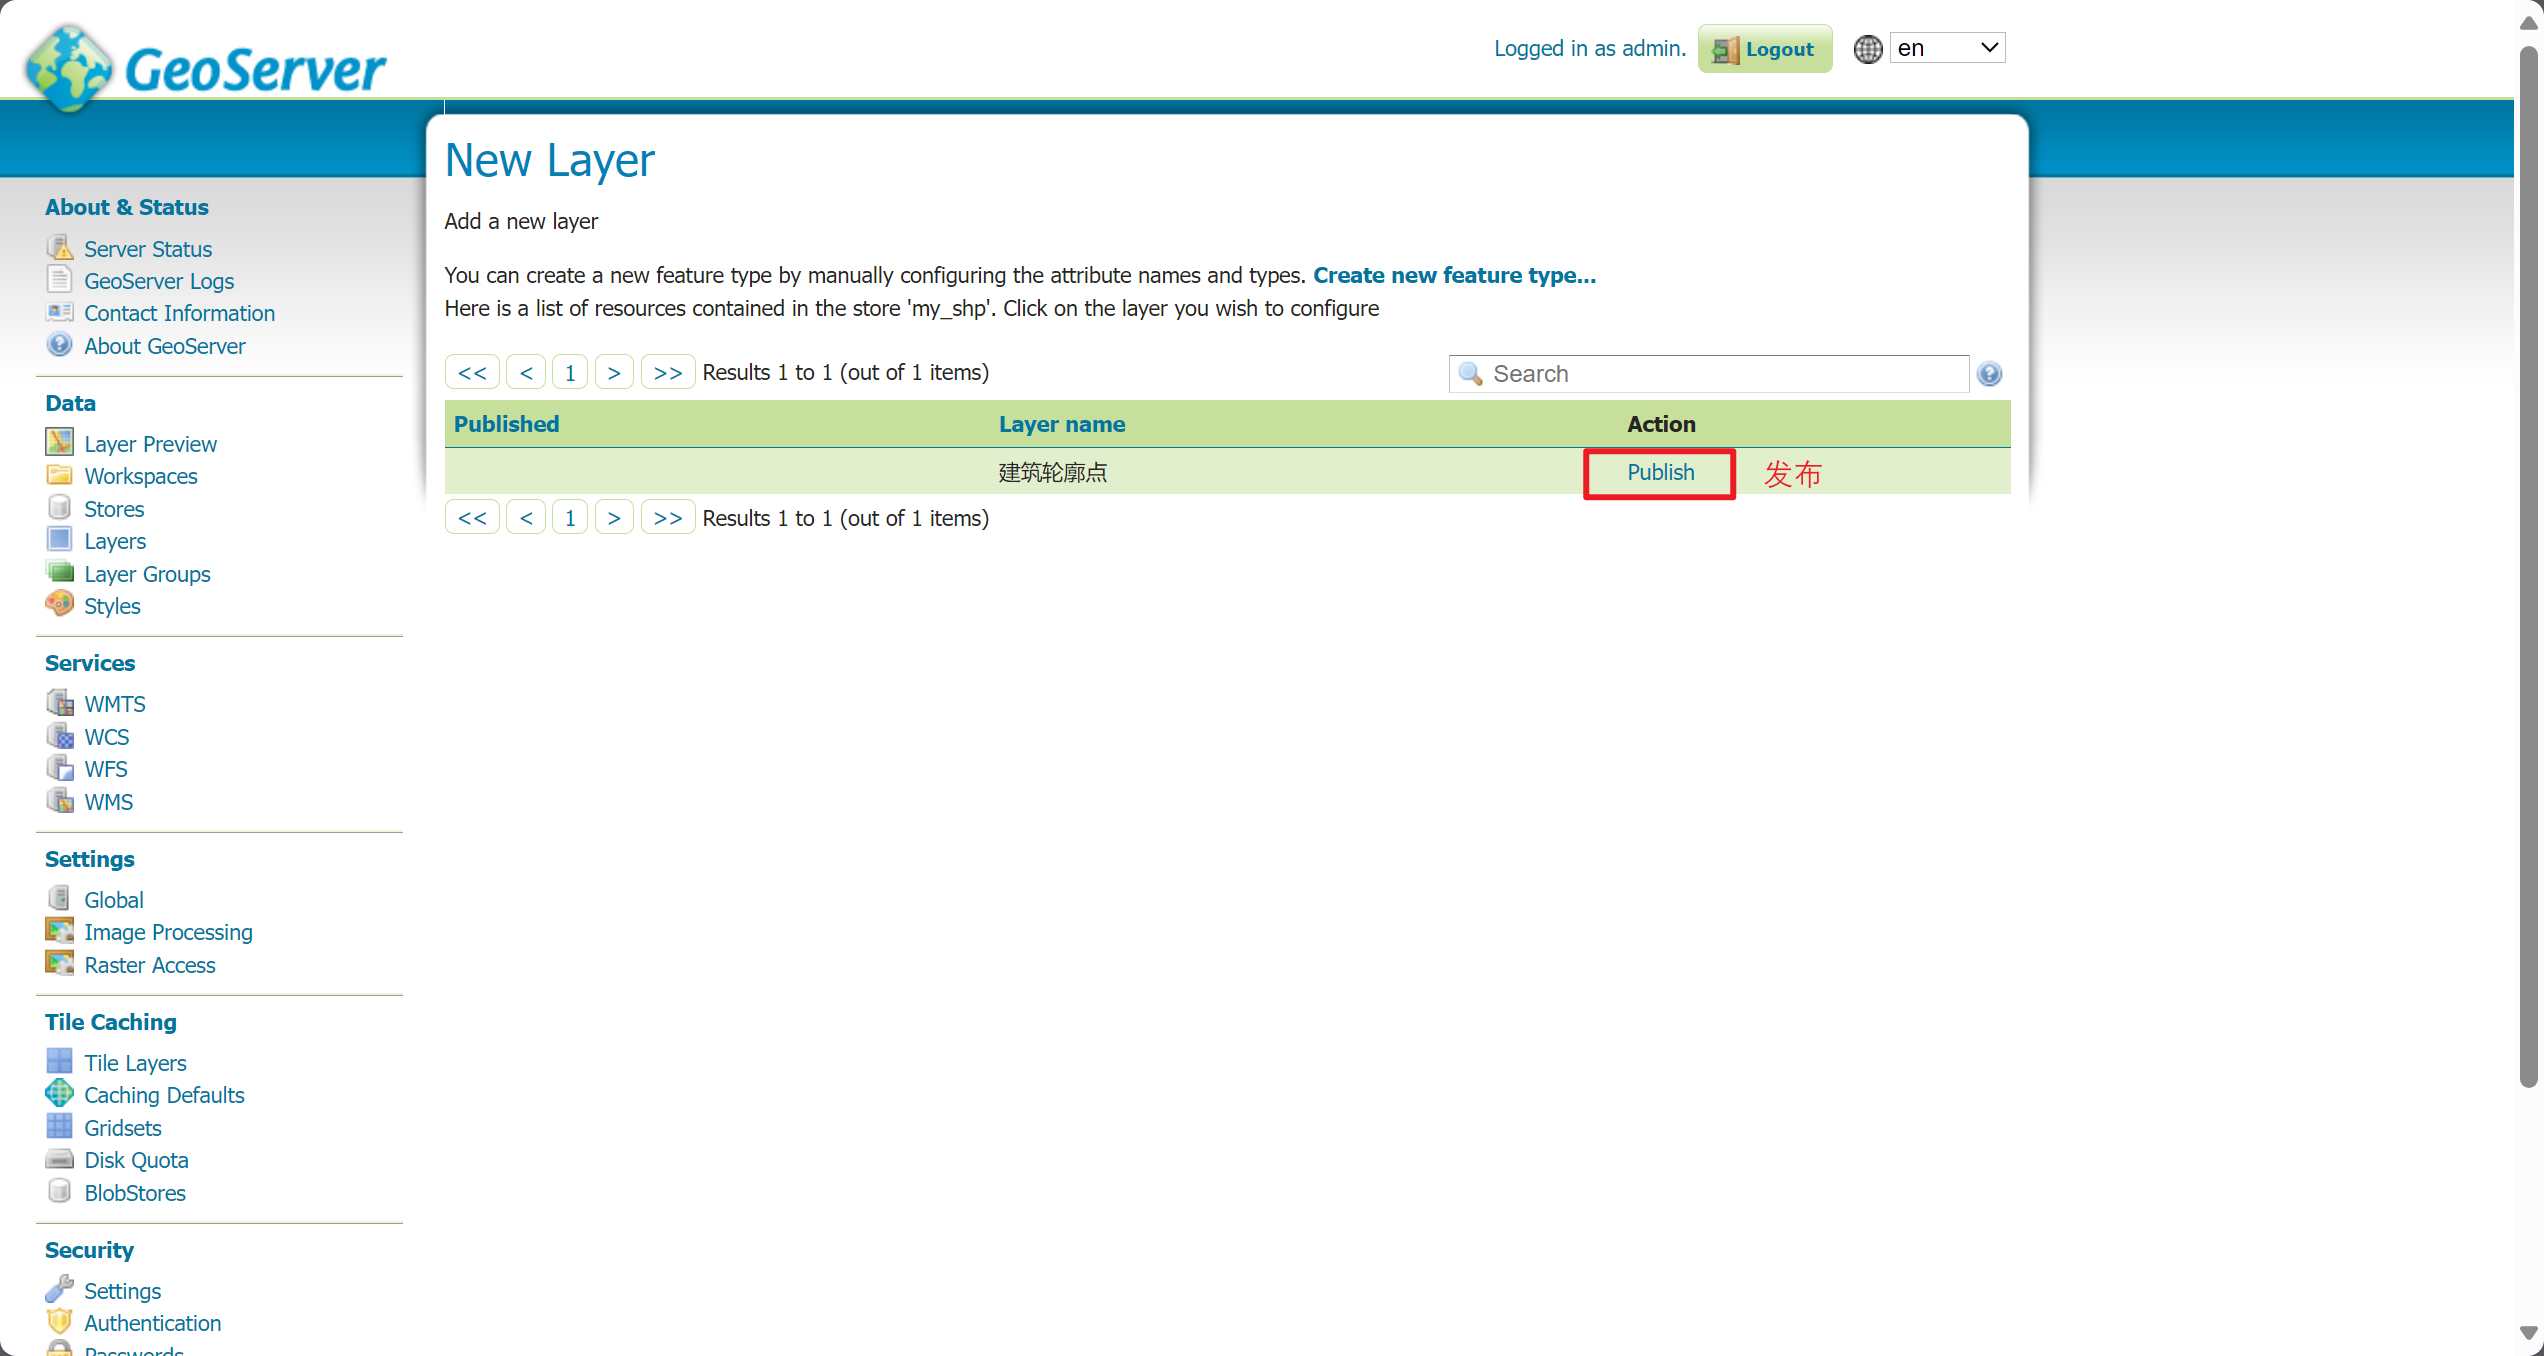 GeoServer
Logged in as admin. Logout en
New Layer
Add a new layer
You can create a new feature type by manually configuring the attribute names and types. Create new feature type...
Here is a list of resources contained in the store 'my_shp'. Click on the layer you wish to configure
<< < 1 > >> Results 1 to 1 (out of 1 items) Search
Published Layer name Action
建筑轮廓点 Publish 发布
<< < 1 > >> Results 1 to 1 (out of 1 items)
About & Status
Server Status
GeoServer Logs
Contact Information
About GeoServer
Data
Layer Preview
Workspaces
Stores
Layers
Layer Groups
Styles
Services
WMTS
WCS
WFS
WMS
Settings
Global
Image Processing
Raster Access
Tile Caching
Tile Layers
Caching Defaults
Gridsets
Disk Quota
BlobStores
Security
Settings
Authentication
Passwords